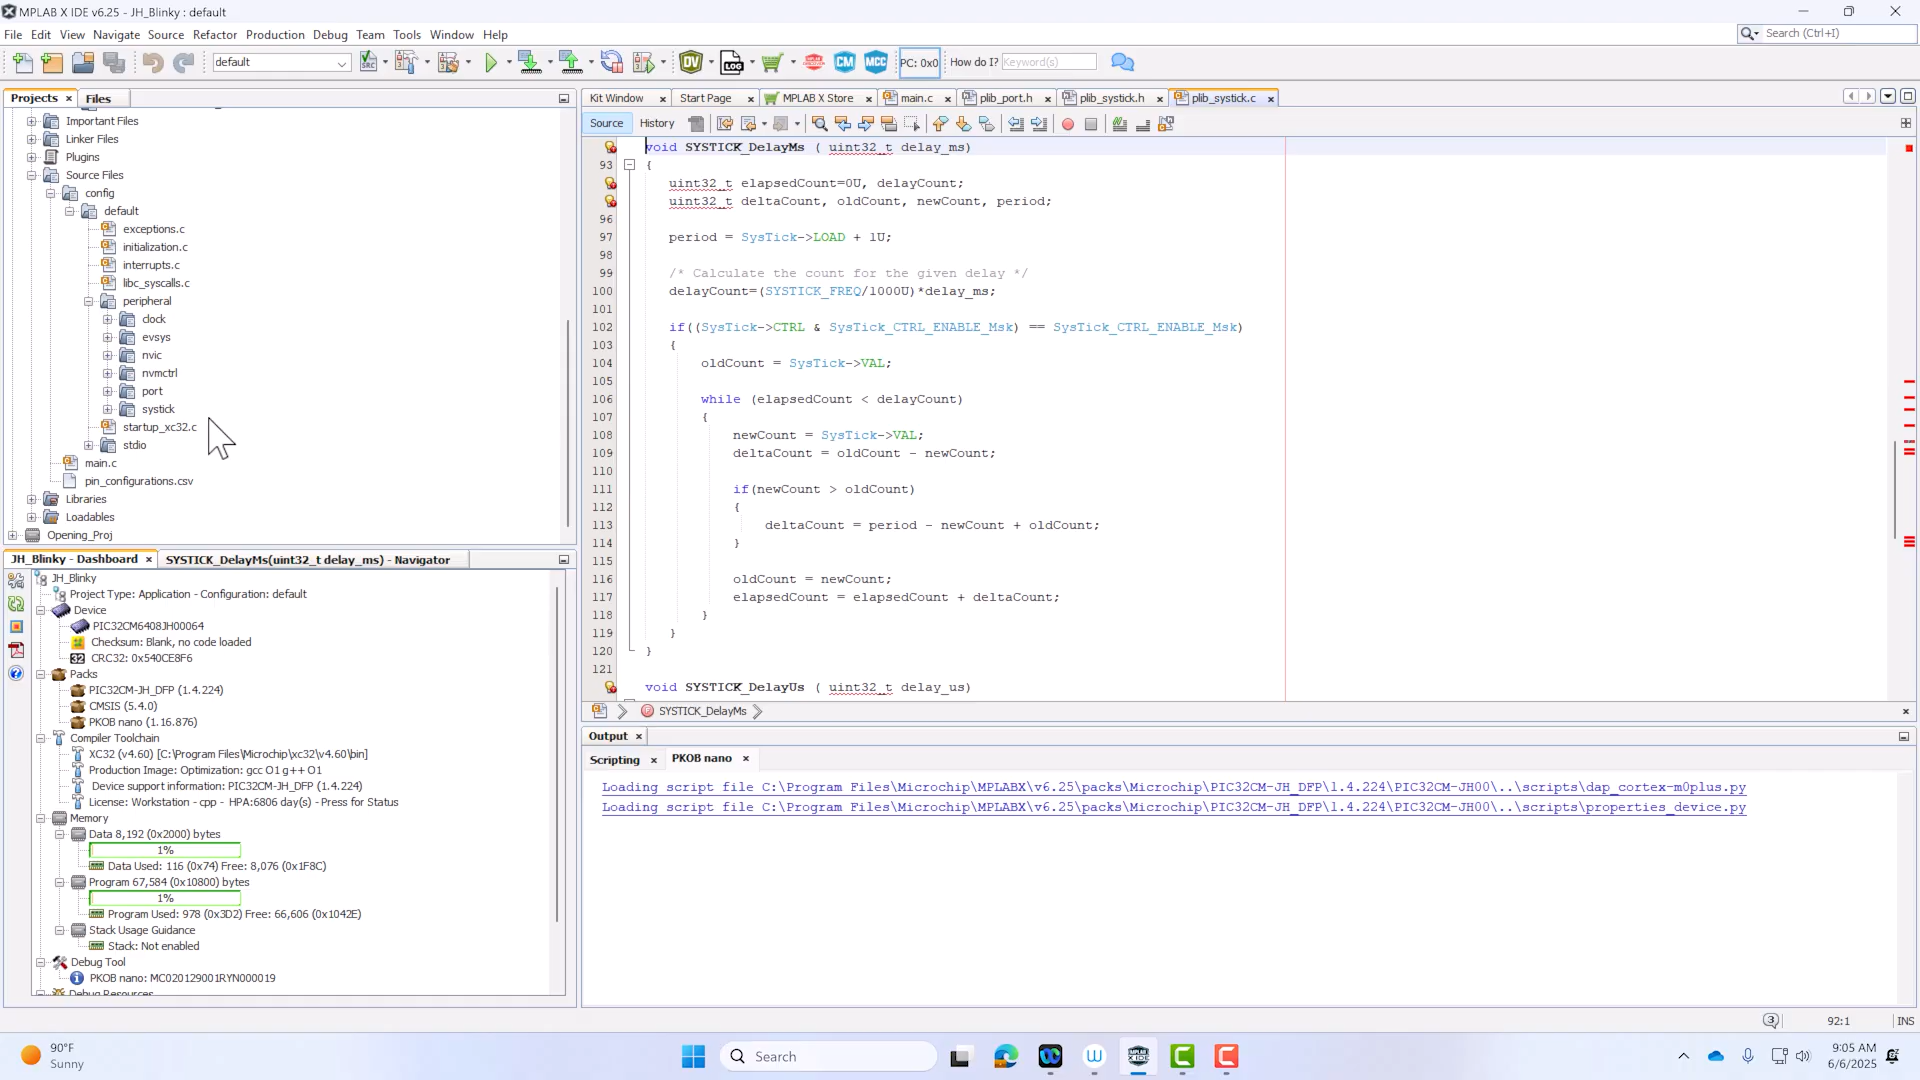 MPLAB X IDE v6.25 - JH_Blinky : default
File Edit View Navigate Source Refactor Production Debug Team Tools Window Help
Search (Ctrl+I)
default
PC: 0x0
How do I?
Keyword(s)
Projects
Files
Important Files
Linker Files
Plugins
Source Files
config
default
exceptions.c
initialization.c
interrupts.c
libc_syscalls.c
peripheral
clock
evsys
nvic
nvmctrl
port
systick
startup_xc32.c
stdio
main.c
pin_configurations.csv
Libraries
Loadables
Opening_Proj
JH_Blinky - Dashboard
SYSTICK_DelayMs(uint32_t delay_ms) - Navigator
JH_Blinky
Project Type: Application - Configuration: default
Device
PIC32CM6408JH00064
Checksum: Blank, no code loaded
CRC32: 0x540CE8F6
Packs
PIC32CM-JH_DFP (1.4.224)
CMSIS (5.4.0)
PKOB nano (1.16.876)
Compiler Toolchain
XC32 (v4.60) [C:\Program Files\Microchip\xc32\v4.60\bin]
Production Image: Optimization: gcc O1 g++ O1
Device support information: PIC32CM-JH_DFP (1.4.224)
License: Workstation - cpp - HPA:6806 day(s) - Press for Status
Memory
Data 8,192 (0x2000) bytes
1%
Data Used: 116 (0x74) Free: 8,076 (0x1F8C)
Program 67,584 (0x10800) bytes
1%
Program Used: 978 (0x3D2) Free: 66,606 (0x1042E)
Stack Usage Guidance
Stack: Not enabled
Debug Tool
PKOB nano: MC020129001RYN000019
Debug Resources
Kit Window
Start Page
MPLAB X Store
main.c
plib_port.h
plib_systick.h
plib_systick.c
Source
History
void SYSTICK_DelayMs ( uint32_t delay_ms)
93 {
uint32_t elapsedCount=0U, delayCount;
uint32_t deltaCount, oldCount, newCount, period;
96
97 period = SysTick->LOAD + 1U;
98
99 /* Calculate the count for the given delay */
100 delayCount=(SYSTICK_FREQ/1000U)*delay_ms;
101
102 if((SysTick->CTRL & SysTick_CTRL_ENABLE_Msk) == SysTick_CTRL_ENABLE_Msk)
103 {
104 oldCount = SysTick->VAL;
105
106 while (elapsedCount < delayCount)
107 {
108 newCount = SysTick->VAL;
109 deltaCount = oldCount - newCount;
110
111 if(newCount > oldCount)
112 {
113 deltaCount = period - newCount + oldCount;
114 }
115
116 oldCount = newCount;
117 elapsedCount = elapsedCount + deltaCount;
118 }
119 }
120 }
121
void SYSTICK_DelayUs ( uint32_t delay_us)
SYSTICK_DelayMs
Output
Scripting
PKOB nano
Loading script file C:\Program Files\Microchip\MPLABX\v6.25\packs\Microchip\PIC32CM-JH_DFP\1.4.224\PIC32CM-JH00\..\scripts\dap_cortex-m0plus.py
Loading script file C:\Program Files\Microchip\MPLABX\v6.25\packs\Microchip\PIC32CM-JH_DFP\1.4.224\PIC32CM-JH00\..\scripts\properties_device.py
3
92:1
INS
90°F
Sunny
Search
9:05 AM
6/6/2025